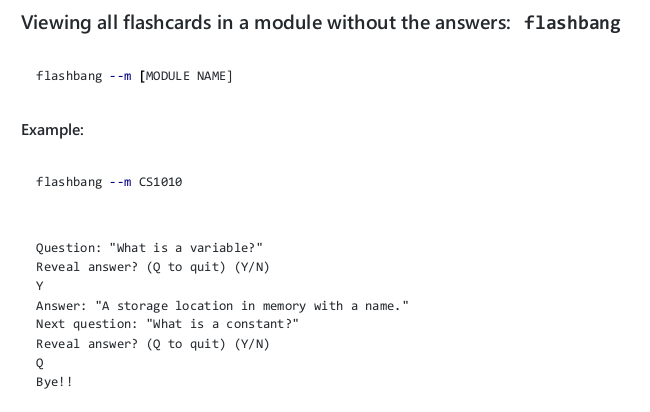 Viewing all flashcards in a module without the answers: flashbang
flashbang --m [MODULE NAME]
Example:
flashbang --m CS1010
Question: "What is a variable?"
Reveal answer? (Q to quit) (Y/N)
Y
Answer: "A storage location in memory with a name."
Next question: "What is a constant?"
Reveal answer? (Q to quit) (Y/N)
Q
Bye!!